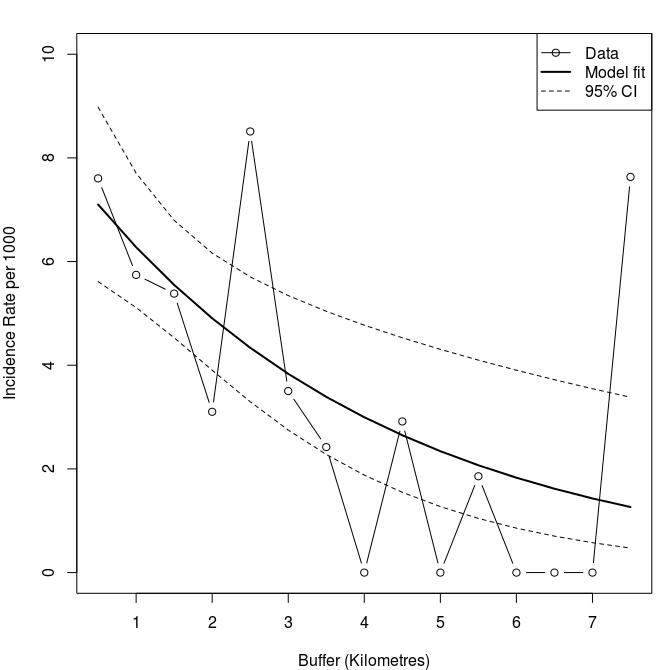 Data
Model fit
95% CI
10
8
6
4
2
0
Incidence Rate per 1000
1 2 3 4 5 6 7
Buffer (Kilometres)